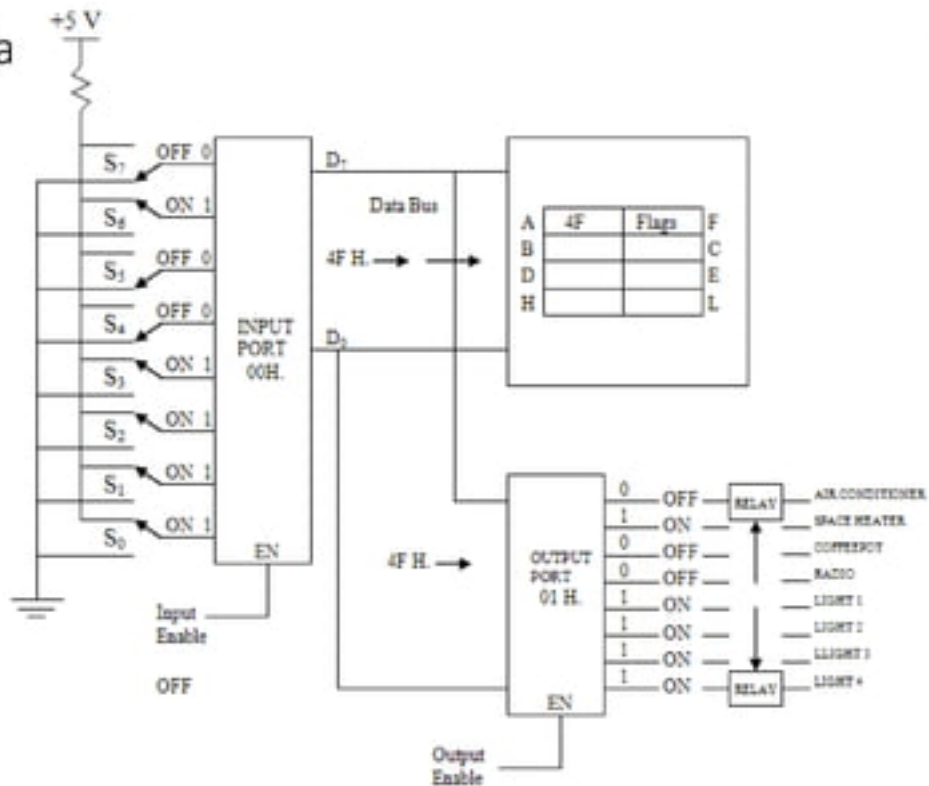 +5 V
a
S7 OFF 0
S6 ON 1
S5 OFF 0
S4 OFF 0
S3 ON 1
S2 ON 1
S1 ON 1
S0 ON 1
INPUT
PORT
00H.
EN
Input
Enable
OFF
D7
Data Bus
4F H.
D0
A 4F Flags F
B C
D E
H L
4F H.
OUTPUT
PORT
01 H.
EN
Output
Enable
0 OFF RELAY AIR CONDITIONER
1 ON SPACE HEATER
0 OFF COFFEEPOT
0 OFF RADIO
1 ON LIGHT 1
1 ON LIGHT 2
1 ON LLIGHT 3
1 ON RELAY LIGHT 4